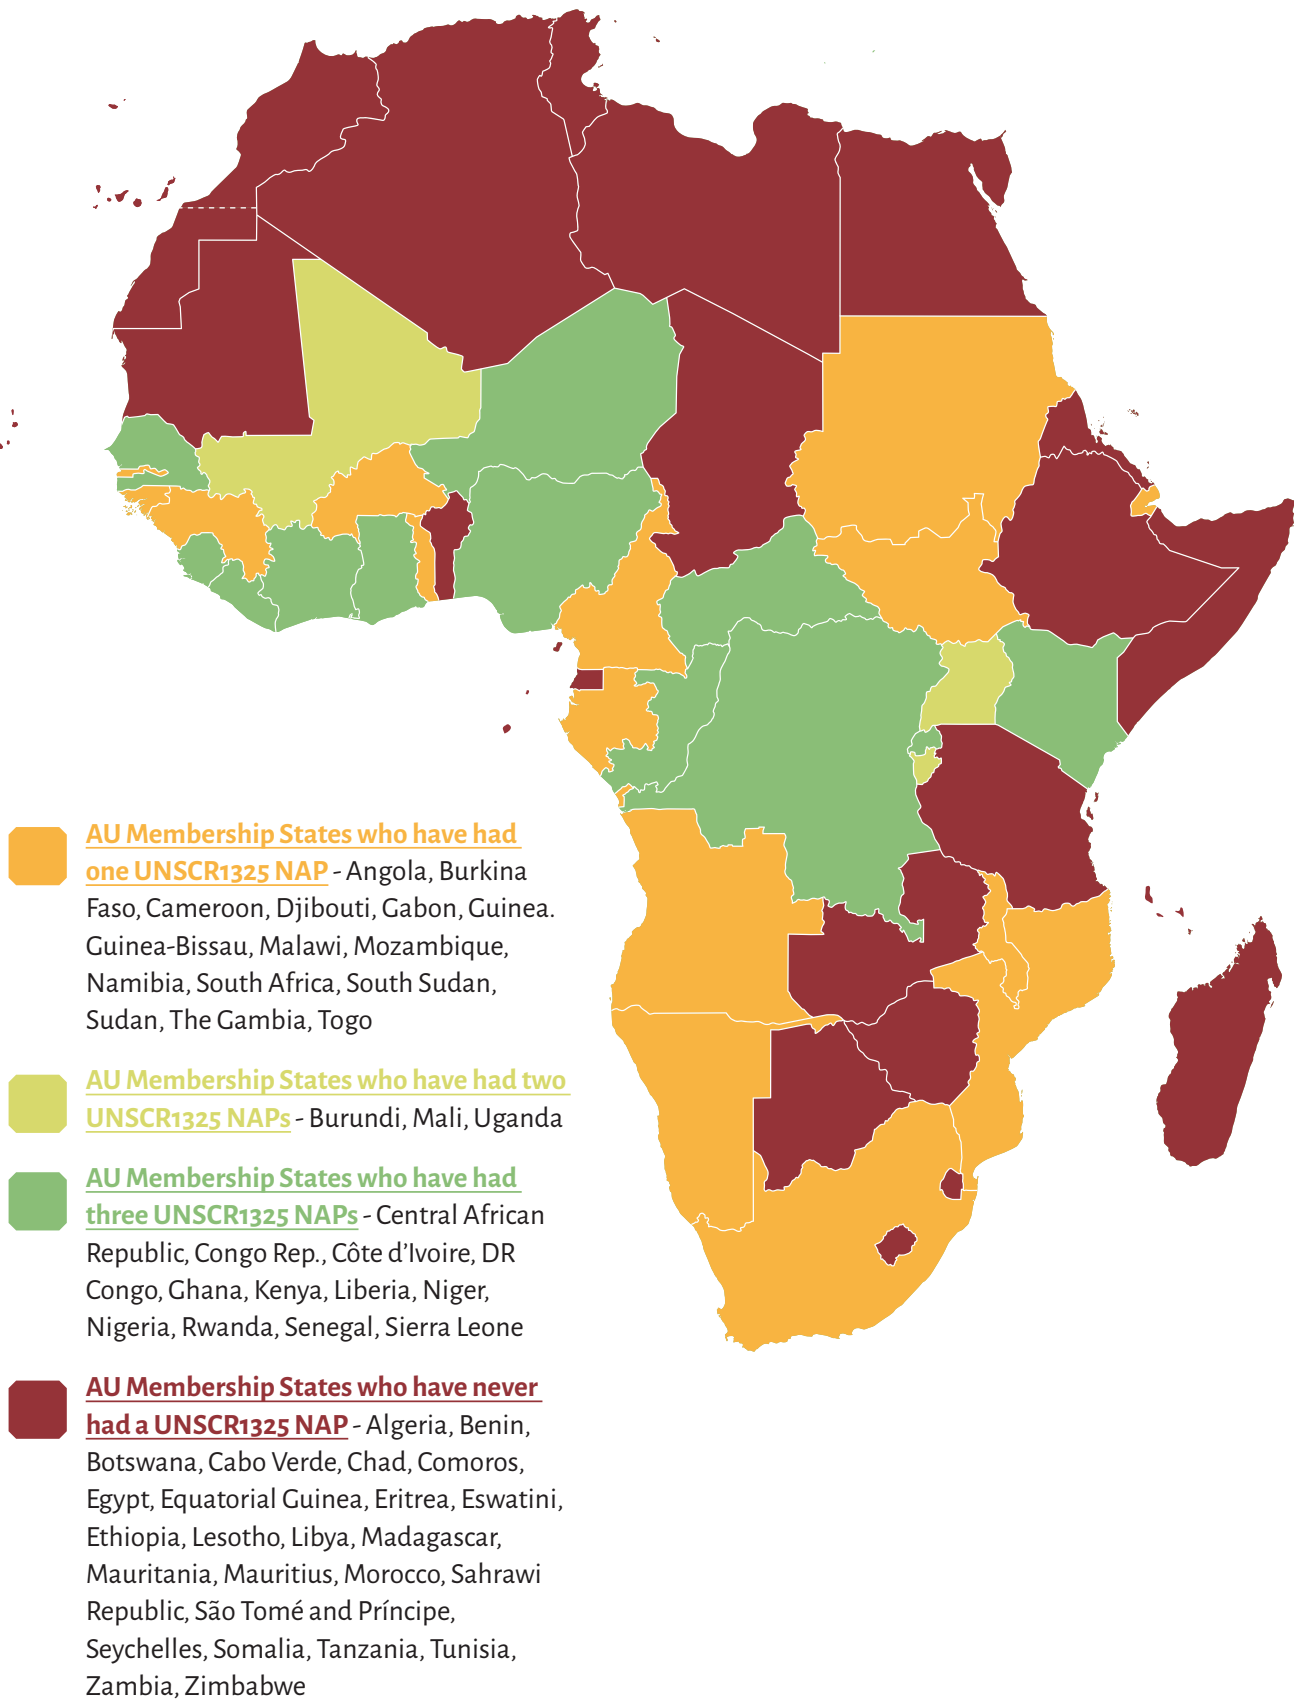 AU Membership States who have had
one UNSCR1325 NAP - Angola, Burkina
Faso, Cameroon, Djibouti, Gabon, Guinea.
Guinea-Bissau, Malawi, Mozambique,
Namibia, South Africa, South Sudan,
Sudan, The Gambia, Togo
AU Membership States who have had two
UNSCR1325 NAPs - Burundi, Mali, Uganda
AU Membership States who have had
three UNSCR1325 NAPs - Central African
Republic, Congo Rep., Côte d’Ivoire, DR
Congo, Ghana, Kenya, Liberia, Niger,
Nigeria, Rwanda, Senegal, Sierra Leone
AU Membership States who have never
had a UNSCR1325 NAP - Algeria, Benin,
Botswana, Cabo Verde, Chad, Comoros,
Egypt, Equatorial Guinea, Eritrea, Eswatini,
Ethiopia, Lesotho, Libya, Madagascar,
Mauritania, Mauritius, Morocco, Sahrawi
Republic, São Tomé and Príncipe,
Seychelles, Somalia, Tanzania, Tunisia,
Zambia, Zimbabwe